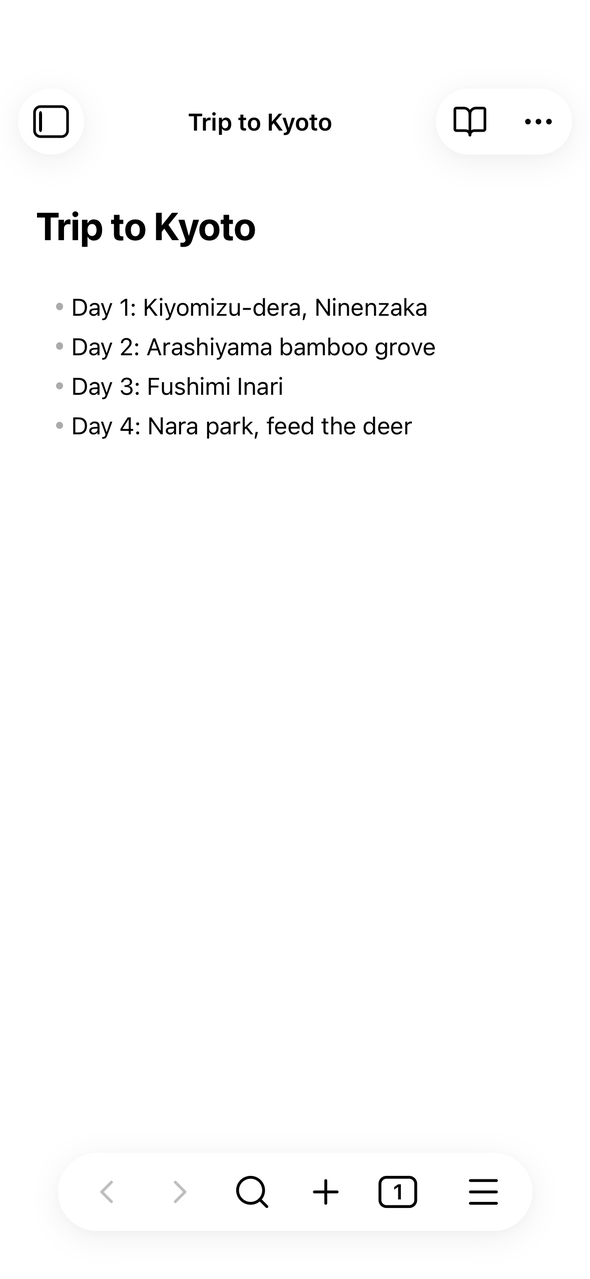 Trip to Kyoto
Trip to Kyoto
• Day 1: Kiyomizu-dera, Ninenzaka
• Day 2: Arashiyama bamboo grove
• Day 3: Fushimi Inari
• Day 4: Nara park, feed the deer
1